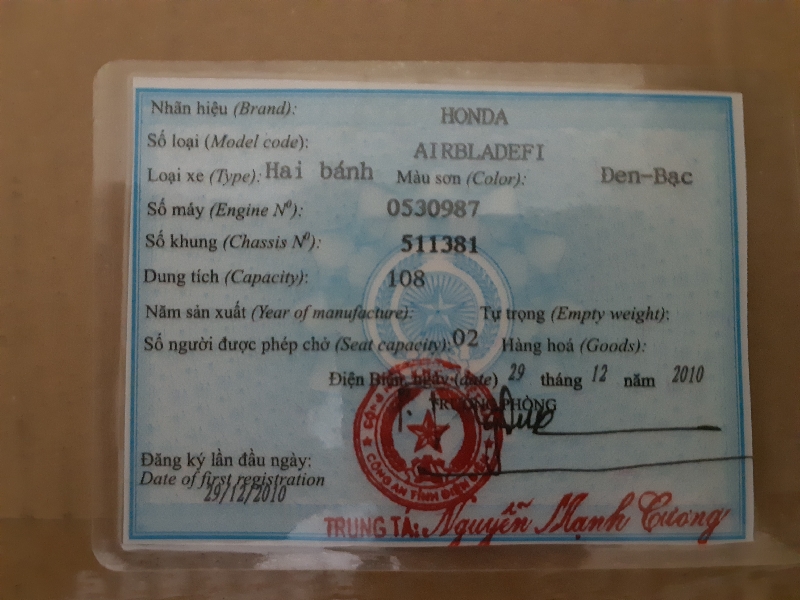 Nhãn hiệu (Brand): HONDA
Số loại (Model code): AIRBLADEFI
Loại xe (Type): Hai bánh Màu sơn (Color): Đen-Bạc
Số máy (Engine Nº): 0530987
Số khung (Chassis Nº): 511381
Dung tích (Capacity): 108
Năm sản xuất (Year of manufacture): Tự trọng (Empty weight):
Số người được phép chở (Seat capacity): 02 Hàng hoá (Goods):
Điện Biên, (date) 29 tháng 12 năm 2010
Đăng ký lần đầu ngày:
Date of first registration
29/12/2010
PHÒNG
CÔNG AN TỈNH
TRUNG TÁ: Nguyễn Mạnh Cường